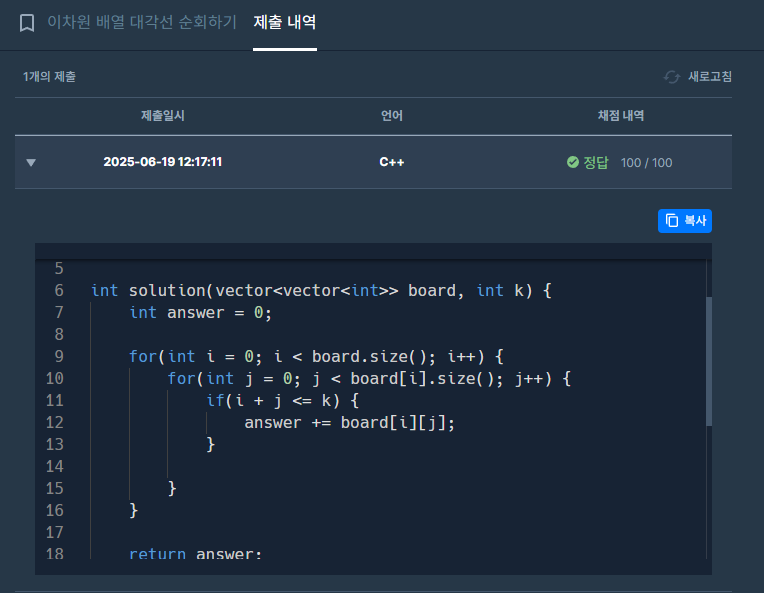 이차원 배열 대각선 순회하기 제출 내역
1개의 제출 새로고침
제출일시 언어 채점 내역
2025-06-19 12:17:11 C++ 정답 100 / 100
복사
5
6 int solution(vector<vector<int>> board, int k) {
7     int answer = 0;
8
9     for(int i = 0; i < board.size(); i++) {
10         for(int j = 0; j < board[i].size(); j++) {
11             if(i + j <= k) {
12                 answer += board[i][j];
13             }
14
15         }
16     }
17
18     return answer;